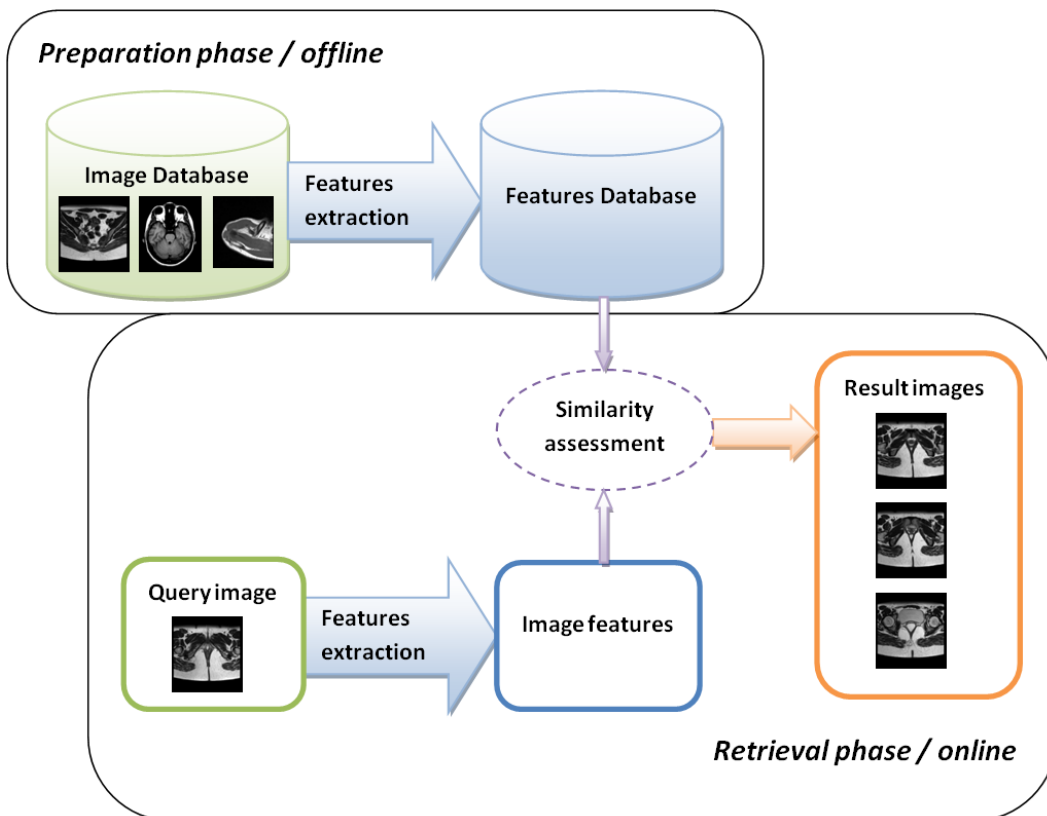 Preparation phase / offline
Image Database
Features
extraction
Features Database
Similarity
assessment
Result images
Query image
Features
extraction
Image features
Retrieval phase / online